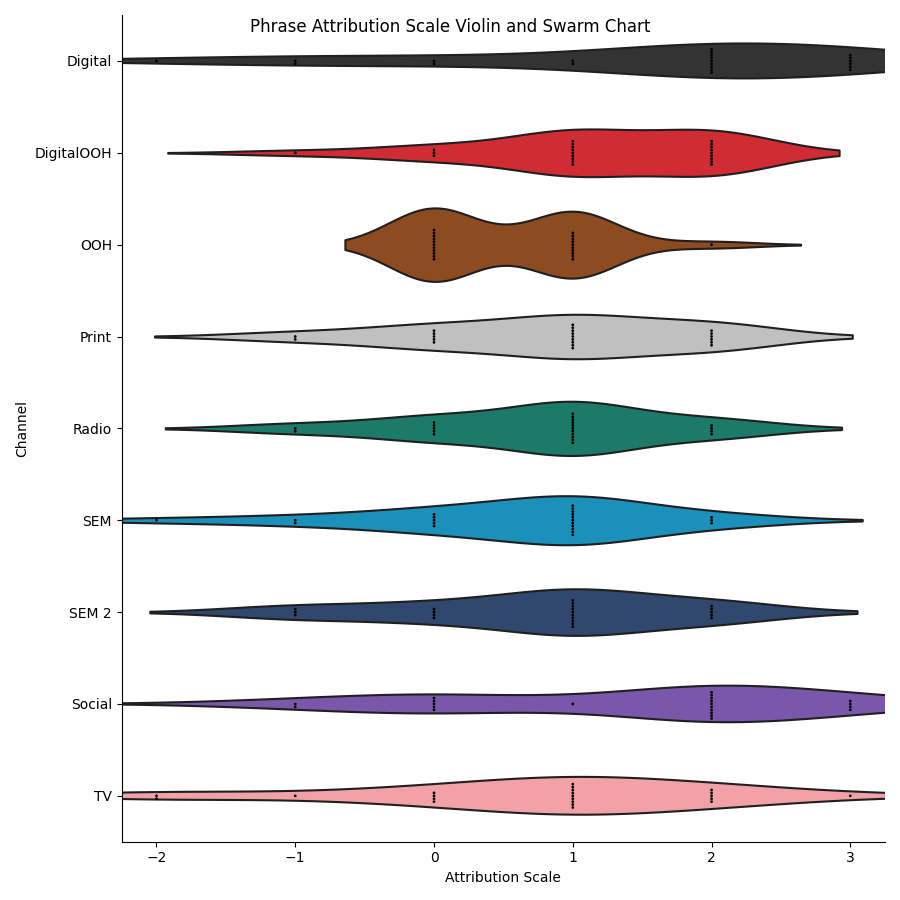 Phrase Attribution Scale Violin and Swarm Chart
Digital
DigitalOOH
OOH
Print
Radio
SEM
SEM 2
Social
TV
Channel
−2 −1 0 1 2 3
Attribution Scale